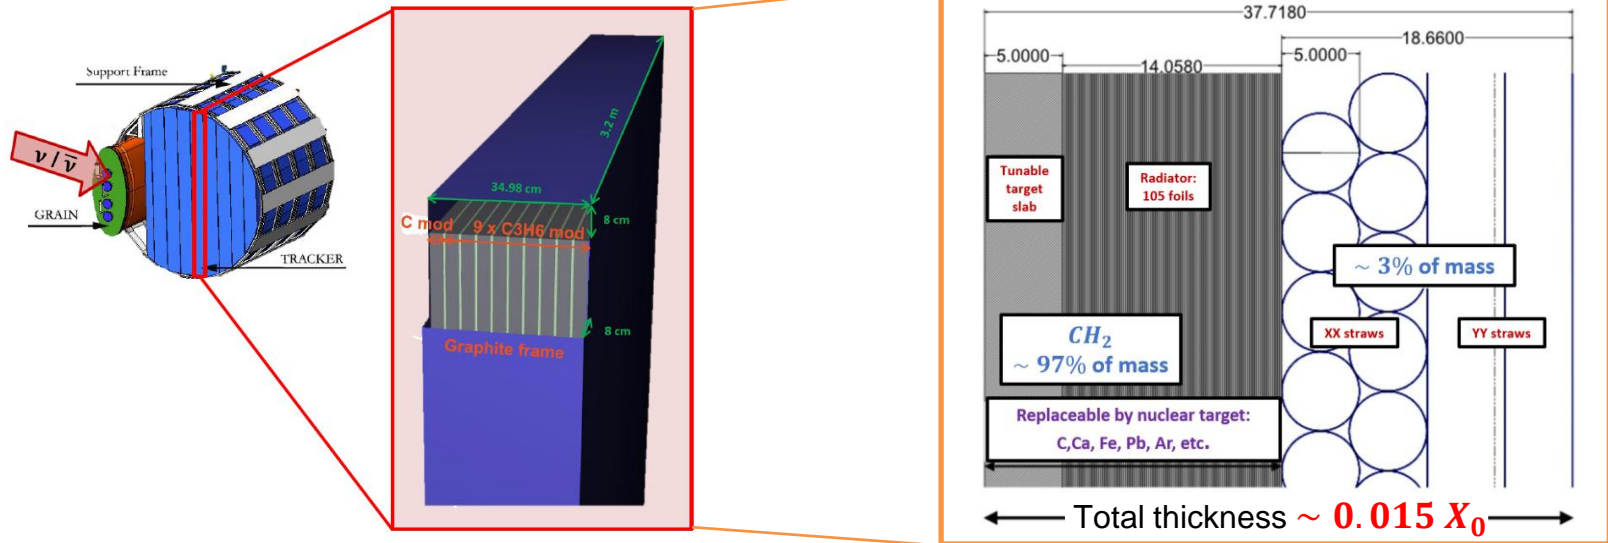 Support Frame
ν / ν̅
GRAIN
TRACKER
3.2 m
34.98 cm
8 cm
C mod 9 x C3H6 mod
8 cm
Graphite frame
37.7180
18.6600
5.0000
5.0000
14.0580
Tunable
target
slab
Radiator:
105 foils
~ 3% of mass
XX straws
YY straws
CH₂
~ 97% of mass
Replaceable by nuclear target:
C,Ca, Fe, Pb, Ar, etc.
Total thickness ~ 0.015 X₀